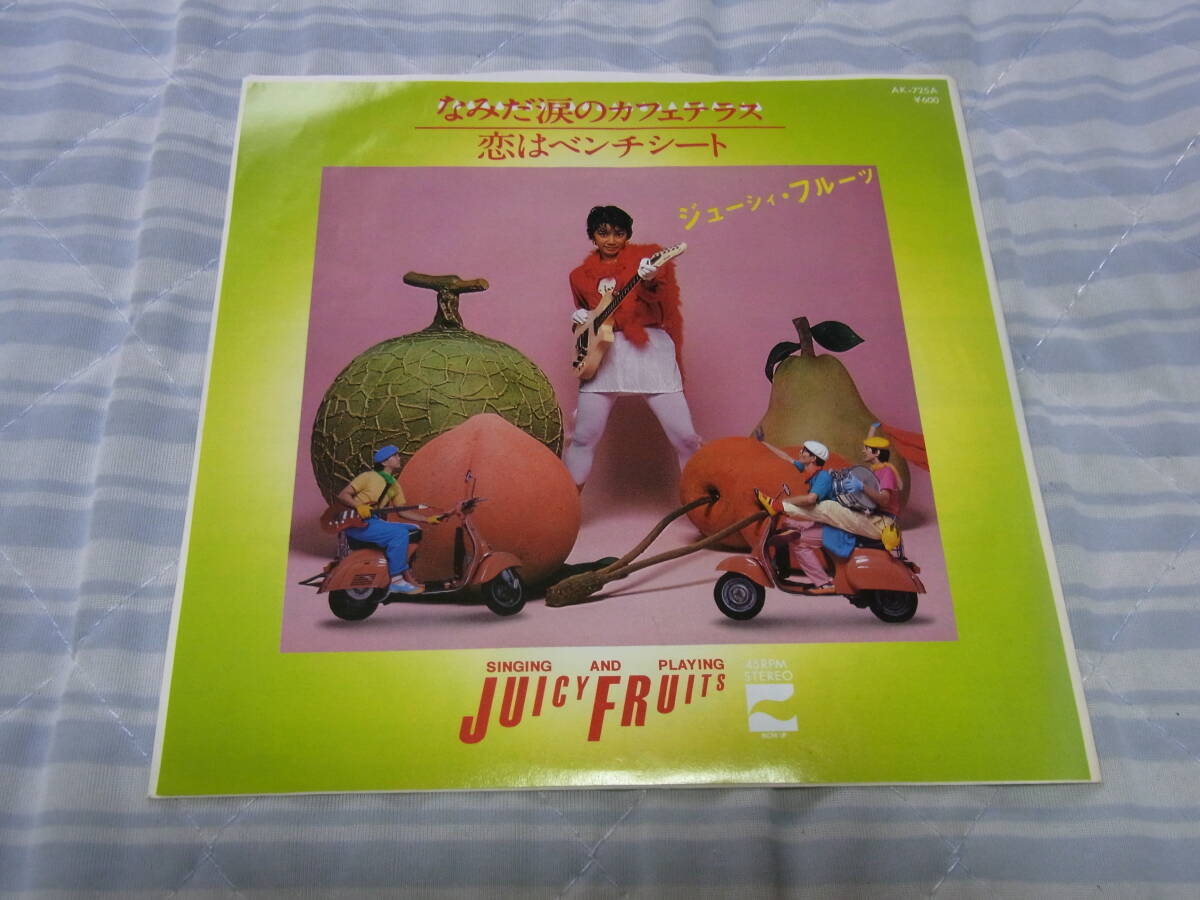 AK-725A
¥600
なみだ涙のカフェテラス
恋はベンチシート
ジューシィ・フルーツ
SINGING AND PLAYING
JUICY FRUITS
45RPM
STEREO